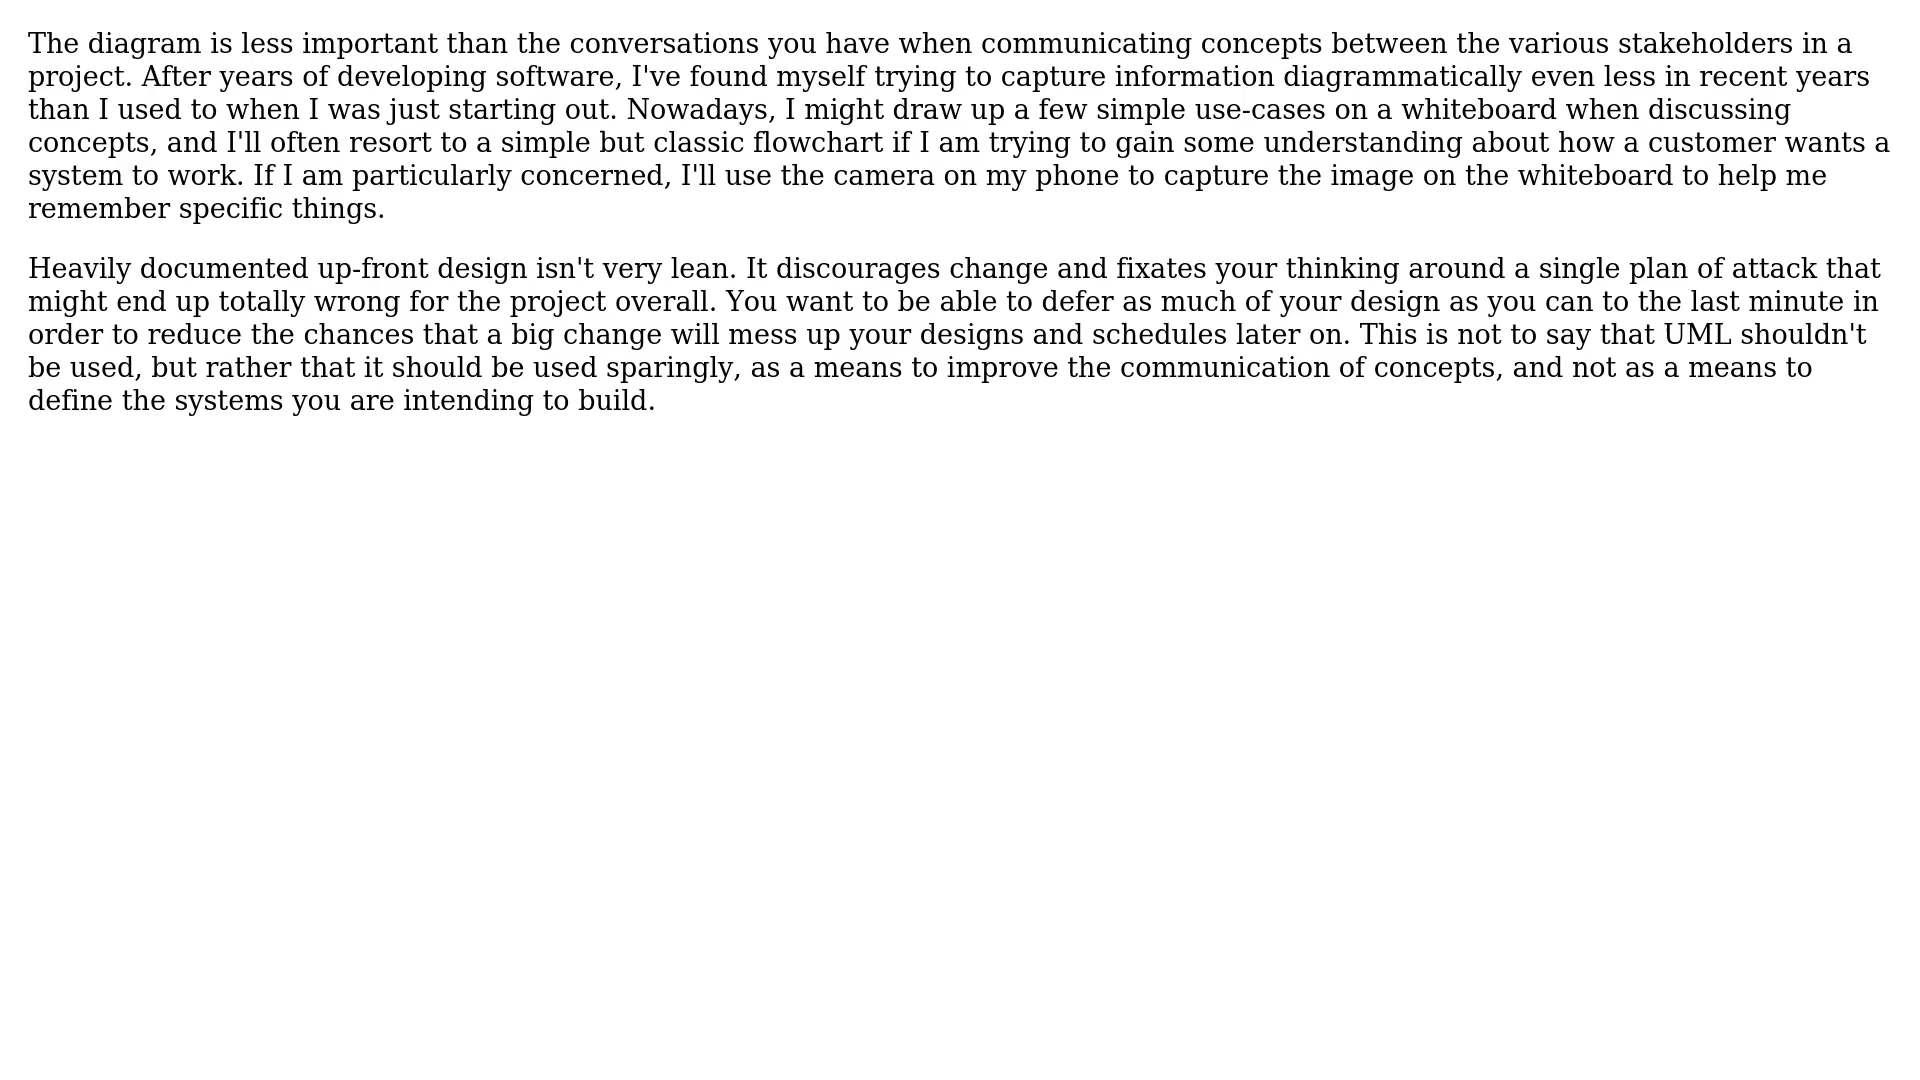 The diagram is less important than the conversations you have when communicating concepts between the various stakeholders in a
project. After years of developing software, I've found myself trying to capture information diagrammatically even less in recent years
than I used to when I was just starting out. Nowadays, I might draw up a few simple use-cases on a whiteboard when discussing
concepts, and I'll often resort to a simple but classic flowchart if I am trying to gain some understanding about how a customer wants a
system to work. If I am particularly concerned, I'll use the camera on my phone to capture the image on the whiteboard to help me
remember specific things.
Heavily documented up-front design isn't very lean. It discourages change and fixates your thinking around a single plan of attack that
might end up totally wrong for the project overall. You want to be able to defer as much of your design as you can to the last minute in
order to reduce the chances that a big change will mess up your designs and schedules later on. This is not to say that UML shouldn't
be used, but rather that it should be used sparingly, as a means to improve the communication of concepts, and not as a means to
define the systems you are intending to build.